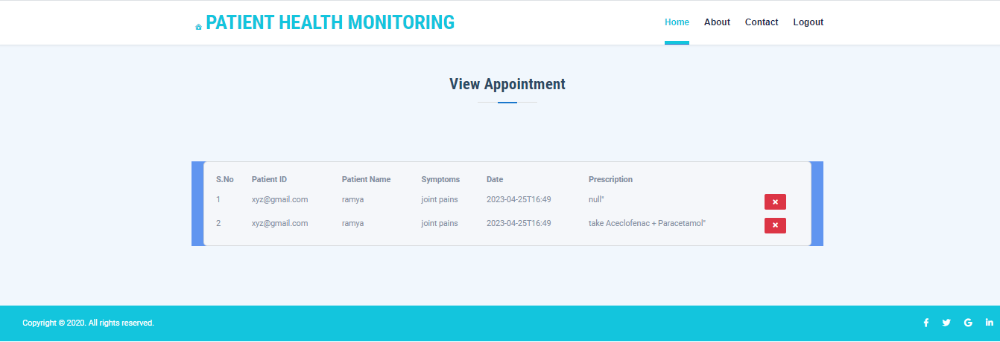 PATIENT HEALTH MONITORING Home About Contact Logout
View Appointment
S.No Patient ID Patient Name Symptoms Date Prescription
1 xyz@gmail.com ramya joint pains 2023-04-25T16:49 null"
2 xyz@gmail.com ramya joint pains 2023-04-25T16:49 take Aceclofenac + Paracetamol"
Copyright © 2020. All rights reserved.